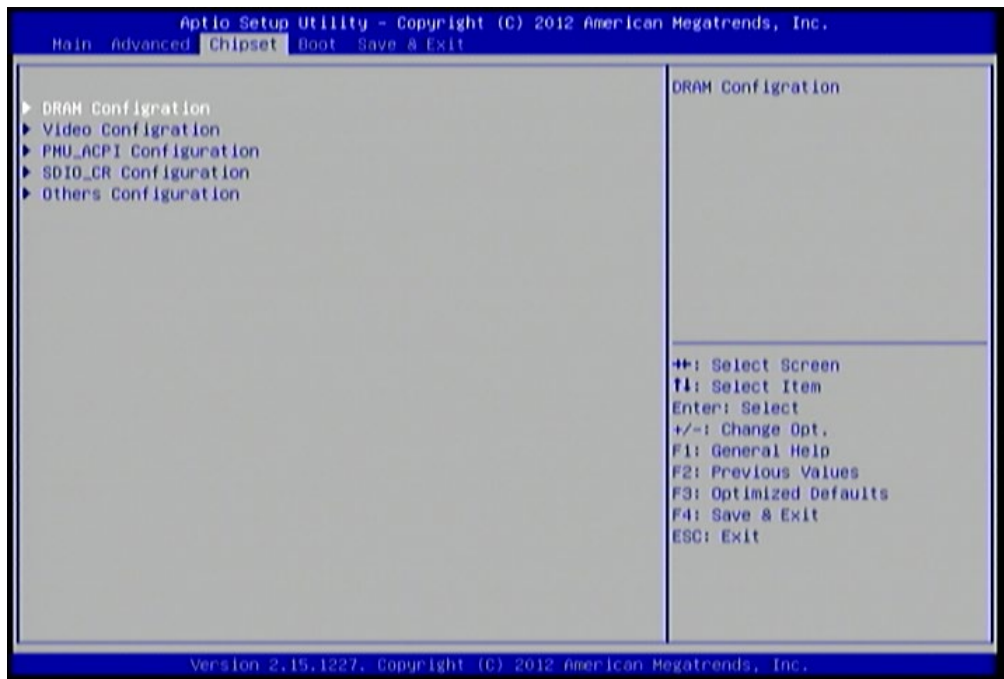 Aptio Setup Utility – Copyright (C) 2012 American Megatrends, Inc.
Main Advanced Chipset Boot Save & Exit
DRAM Configration
Video Configration
PMU_ACPI Configuration
SDIO_CR Configuration
Others Configuration
DRAM Configration
→←: Select Screen
↑↓: Select Item
Enter: Select
+/-: Change Opt.
F1: General Help
F2: Previous Values
F3: Optimized Defaults
F4: Save & Exit
ESC: Exit
Version 2.15.1227. Copyright (C) 2012 American Megatrends, Inc.